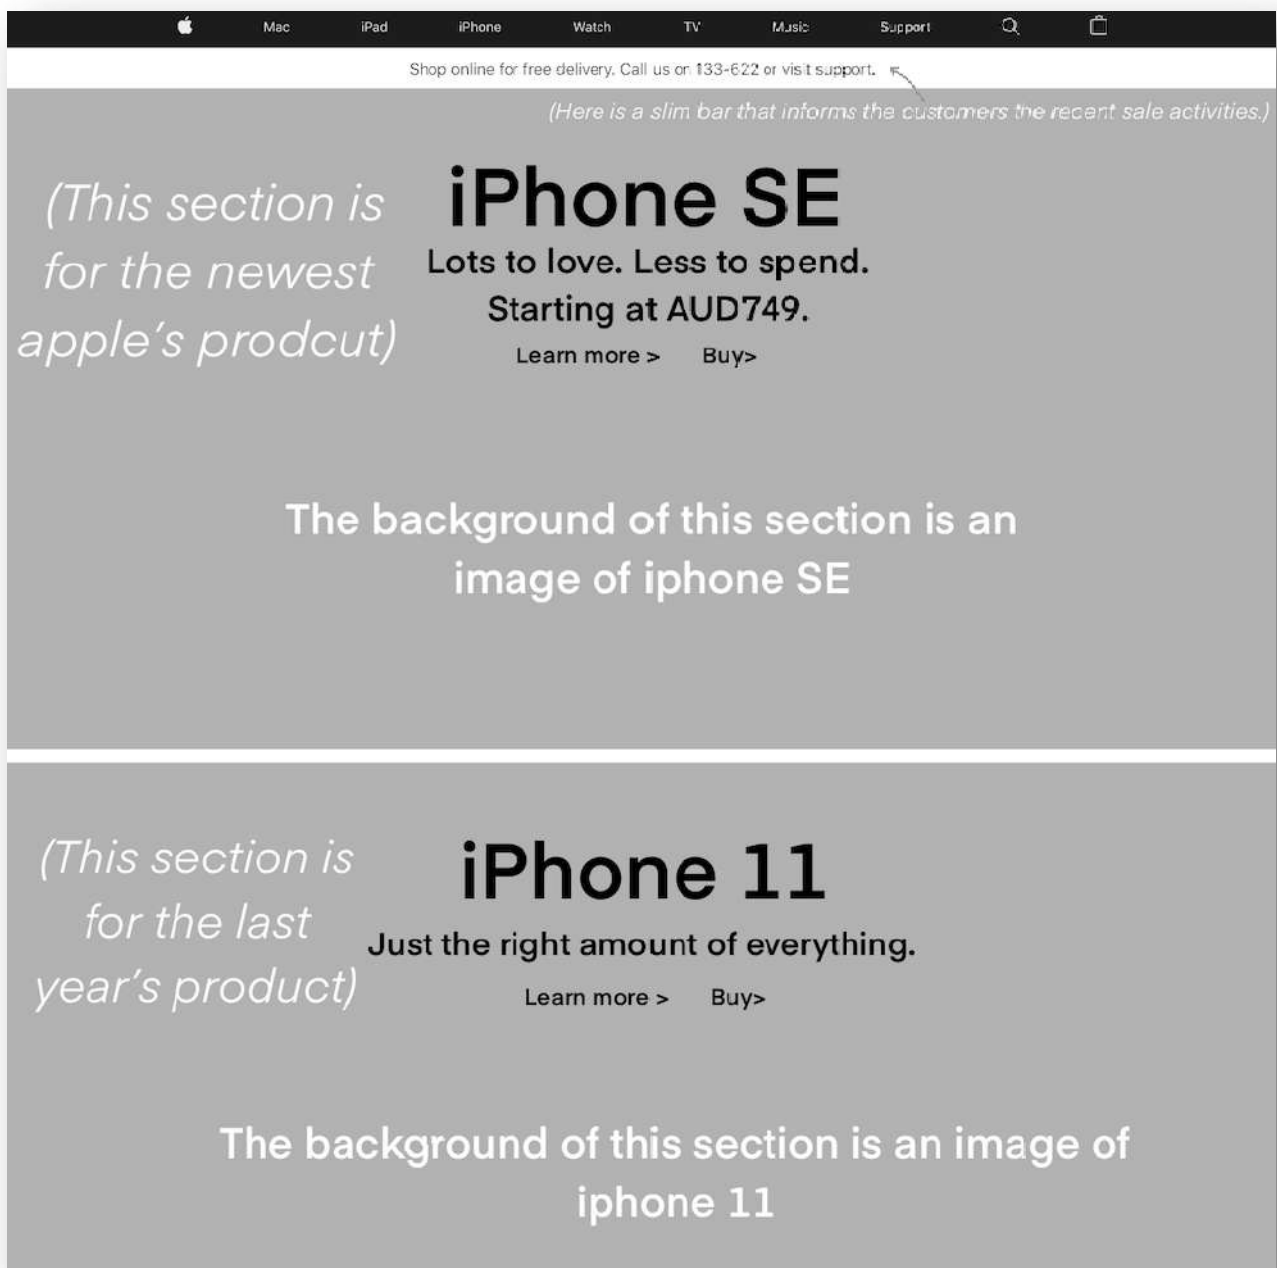 Mac iPad iPhone Watch TV Music Support
Shop online for free delivery. Call us on 133-622 or visit support.
(Here is a slim bar that informs the customers the recent sale activities.)
(This section is
for the newest
apple's prodcut)
iPhone SE
Lots to love. Less to spend.
Starting at AUD749.
Learn more > Buy>
The background of this section is an
image of iphone SE
(This section is
for the last
year's product)
iPhone 11
Just the right amount of everything.
Learn more > Buy>
The background of this section is an image of
iphone 11